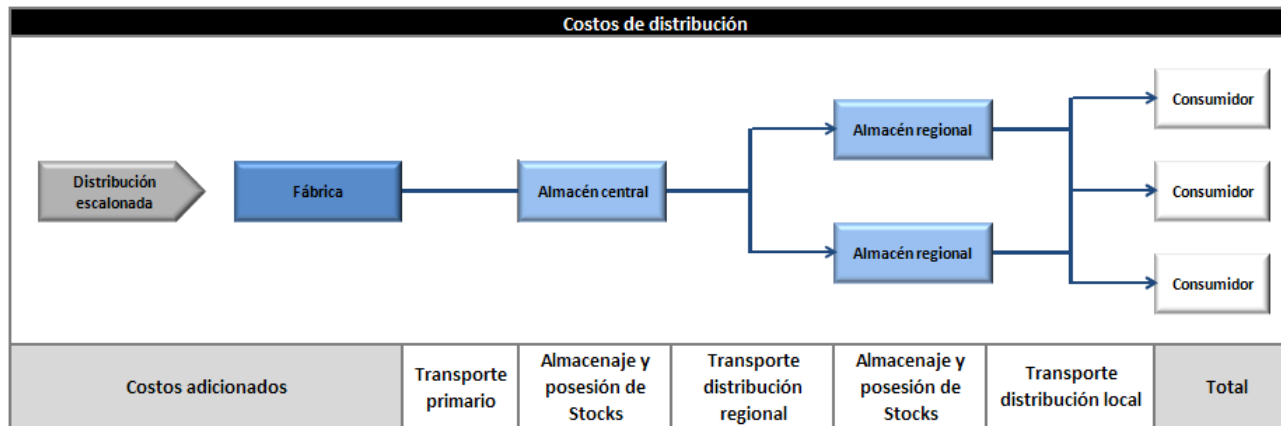 Costos de distribución
Distribución
escalonada
Fábrica
Almacén central
Almacén regional
Almacén regional
Consumidor
Consumidor
Consumidor
Costos adicionados
Transporte
primario
Almacenaje y
posesión de
Stocks
Transporte
distribución
regional
Almacenaje y
posesión de
Stocks
Transporte
distribución local
Total